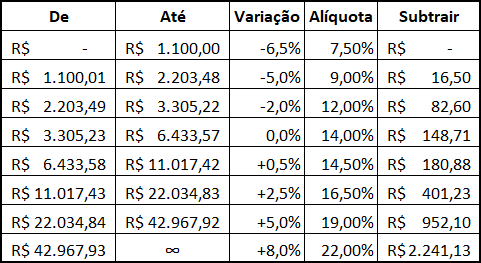 De Até Variação Alíquota Subtrair
R$ - R$ 1.100,00 -6,5% 7,50% R$ -
R$ 1.100,01 R$ 2.203,48 -5,0% 9,00% R$ 16,50
R$ 2.203,49 R$ 3.305,22 -2,0% 12,00% R$ 82,60
R$ 3.305,23 R$ 6.433,57 0,0% 14,00% R$ 148,71
R$ 6.433,58 R$ 11.017,42 +0,5% 14,50% R$ 180,88
R$ 11.017,43 R$ 22.034,83 +2,5% 16,50% R$ 401,23
R$ 22.034,84 R$ 42.967,92 +5,0% 19,00% R$ 952,10
R$ 42.967,93 ∞ +8,0% 22,00% R$ 2.241,13